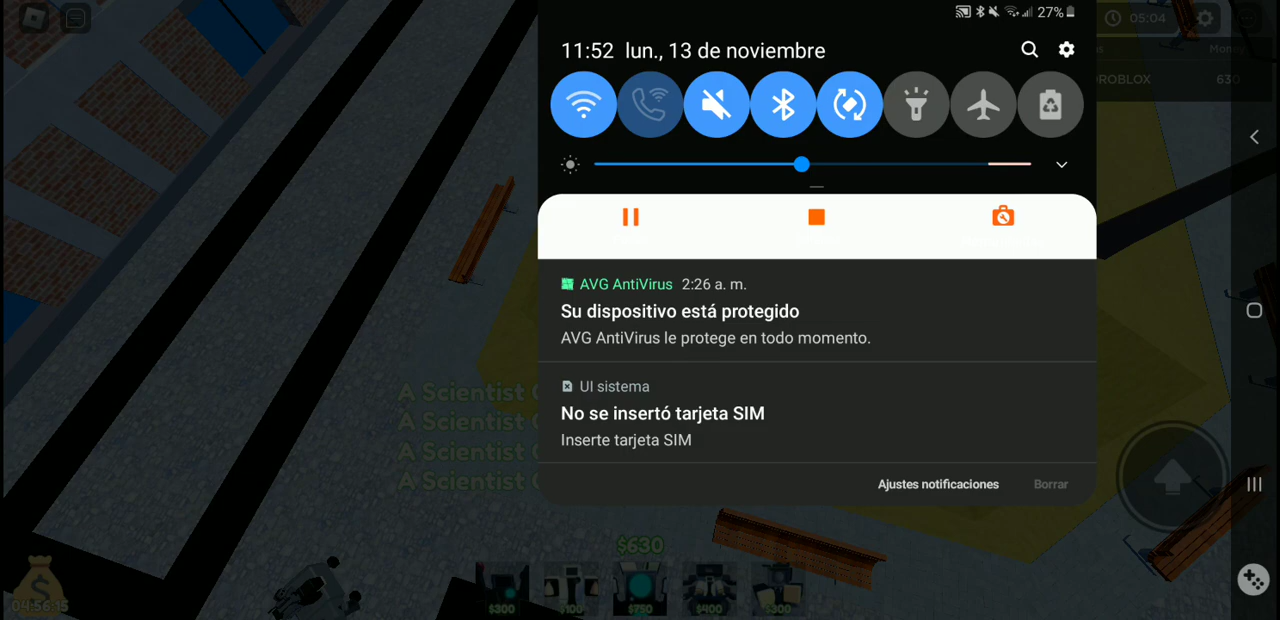 27%
05:04
11:52 lun., 13 de noviembre
Money
ROBLOX 630
AVG AntiVirus 2:26 a. m.
Su dispositivo está protegido
AVG AntiVirus le protege en todo momento.
UI sistema
No se insertó tarjeta SIM
Inserte tarjeta SIM
Ajustes notificaciones Borrar
A Scientist
A Scientist
A Scientist
A Scientist
$630
04:56:15
$300 $100 $750 $400 $300